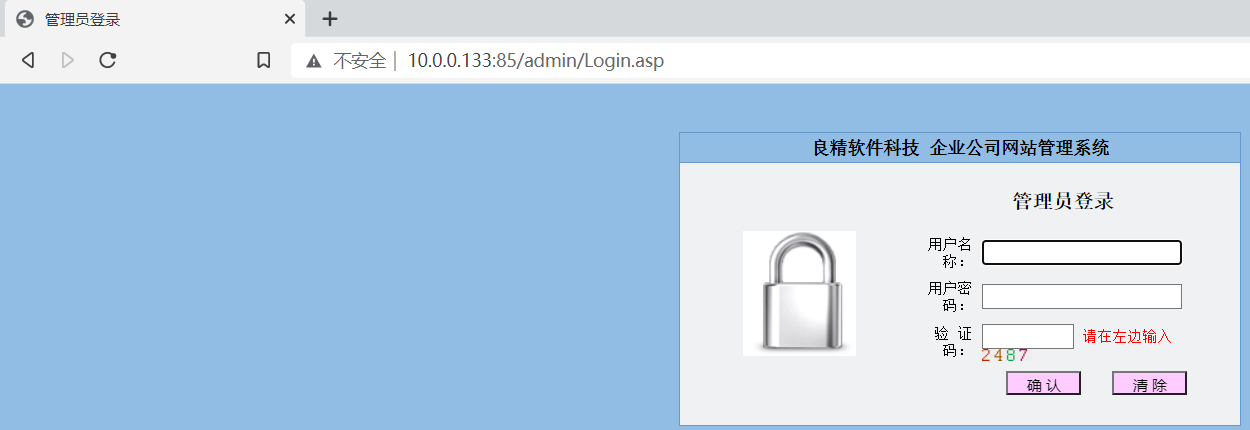 管理员登录
不安全 | 10.0.0.133:85/admin/Login.asp
良精软件科技 企业公司网站管理系统
管理员登录
用户名
称：
用户密
码：
验 证
码：
请在左边输入
2487
确 认
清 除